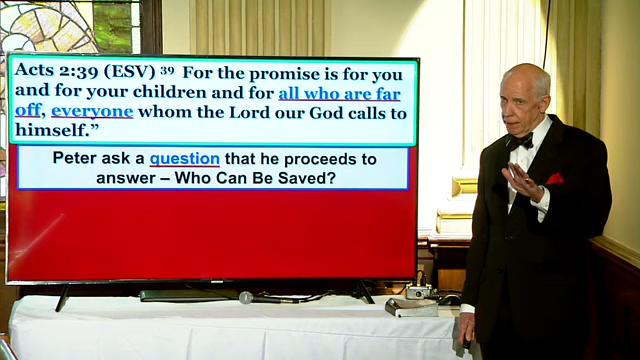 Acts 2:39 (ESV) 39 For the promise is for you
and for your children and for all who are far
off, everyone whom the Lord our God calls to
himself.”
Peter ask a question that he proceeds to
answer – Who Can Be Saved?